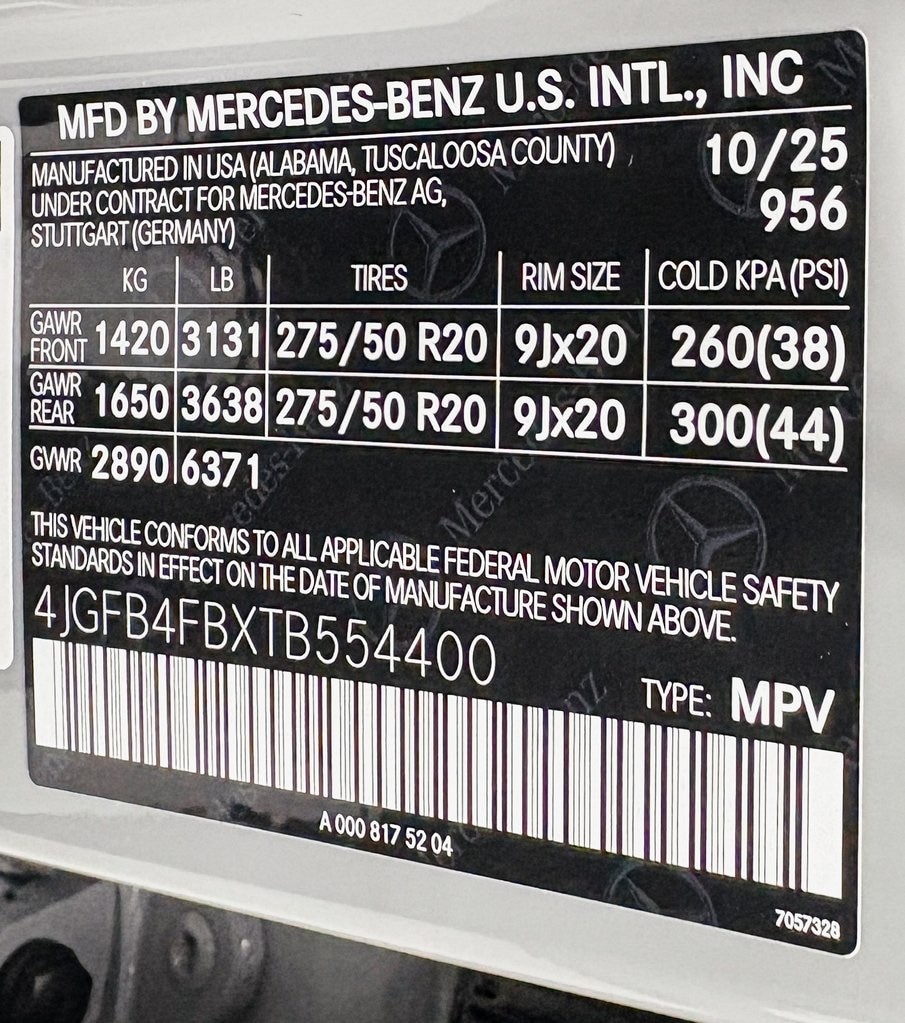 MFD BY MERCEDES-BENZ U.S. INTL., INC
MANUFACTURED IN USA (ALABAMA, TUSCALOOSA COUNTY) 10/25
UNDER CONTRACT FOR MERCEDES-BENZ AG, 956
STUTTGART (GERMANY)
KG LB TIRES RIM SIZE COLD KPA (PSI)
GAWR FRONT 1420 3131 275/50 R20 9Jx20 260(38)
GAWR REAR 1650 3638 275/50 R20 9Jx20 300(44)
GVWR 2890 6371
THIS VEHICLE CONFORMS TO ALL APPLICABLE FEDERAL MOTOR VEHICLE SAFETY
STANDARDS IN EFFECT ON THE DATE OF MANUFACTURE SHOWN ABOVE.
4JGFB4FBXTB554400
TYPE: MPV
A 000 817 52 04
7057328